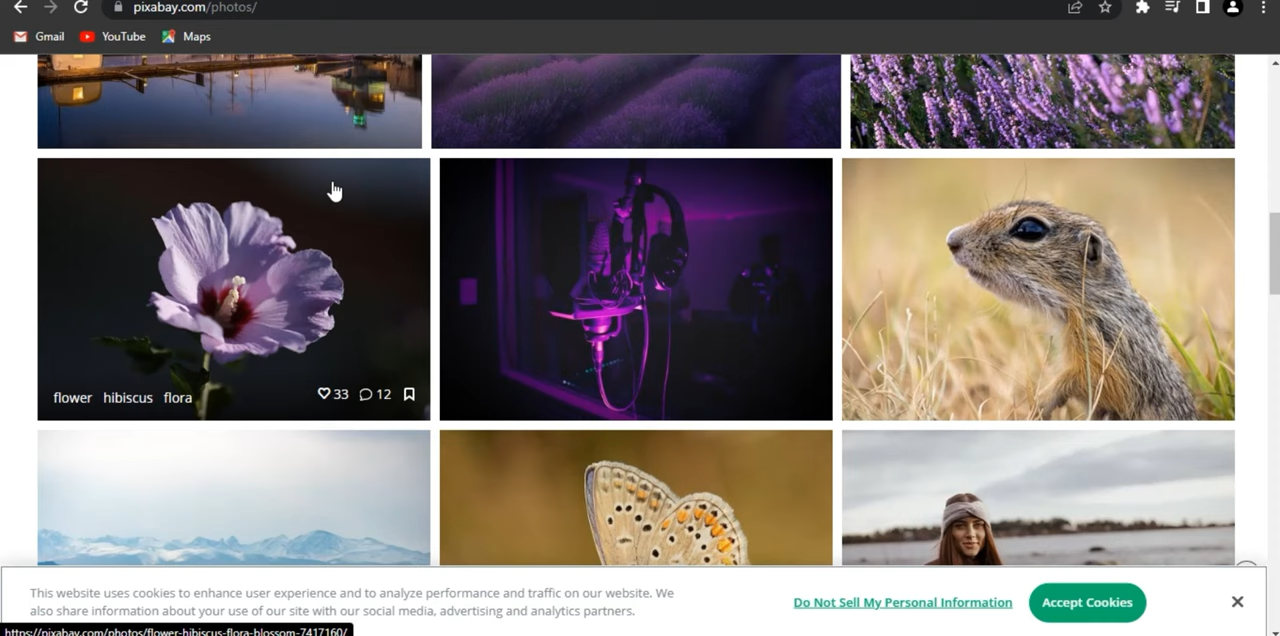 pixabay.com/photos/
Gmail YouTube Maps
flower hibiscus flora 33 12
This website uses cookies to enhance user experience and to analyze performance and traffic on our website. We
also share information about your use of our site with our social media, advertising and analytics partners.
Do Not Sell My Personal Information
Accept Cookies
https://pixabay.com/photos/flower-hibiscus-flora-blossom-7417160/